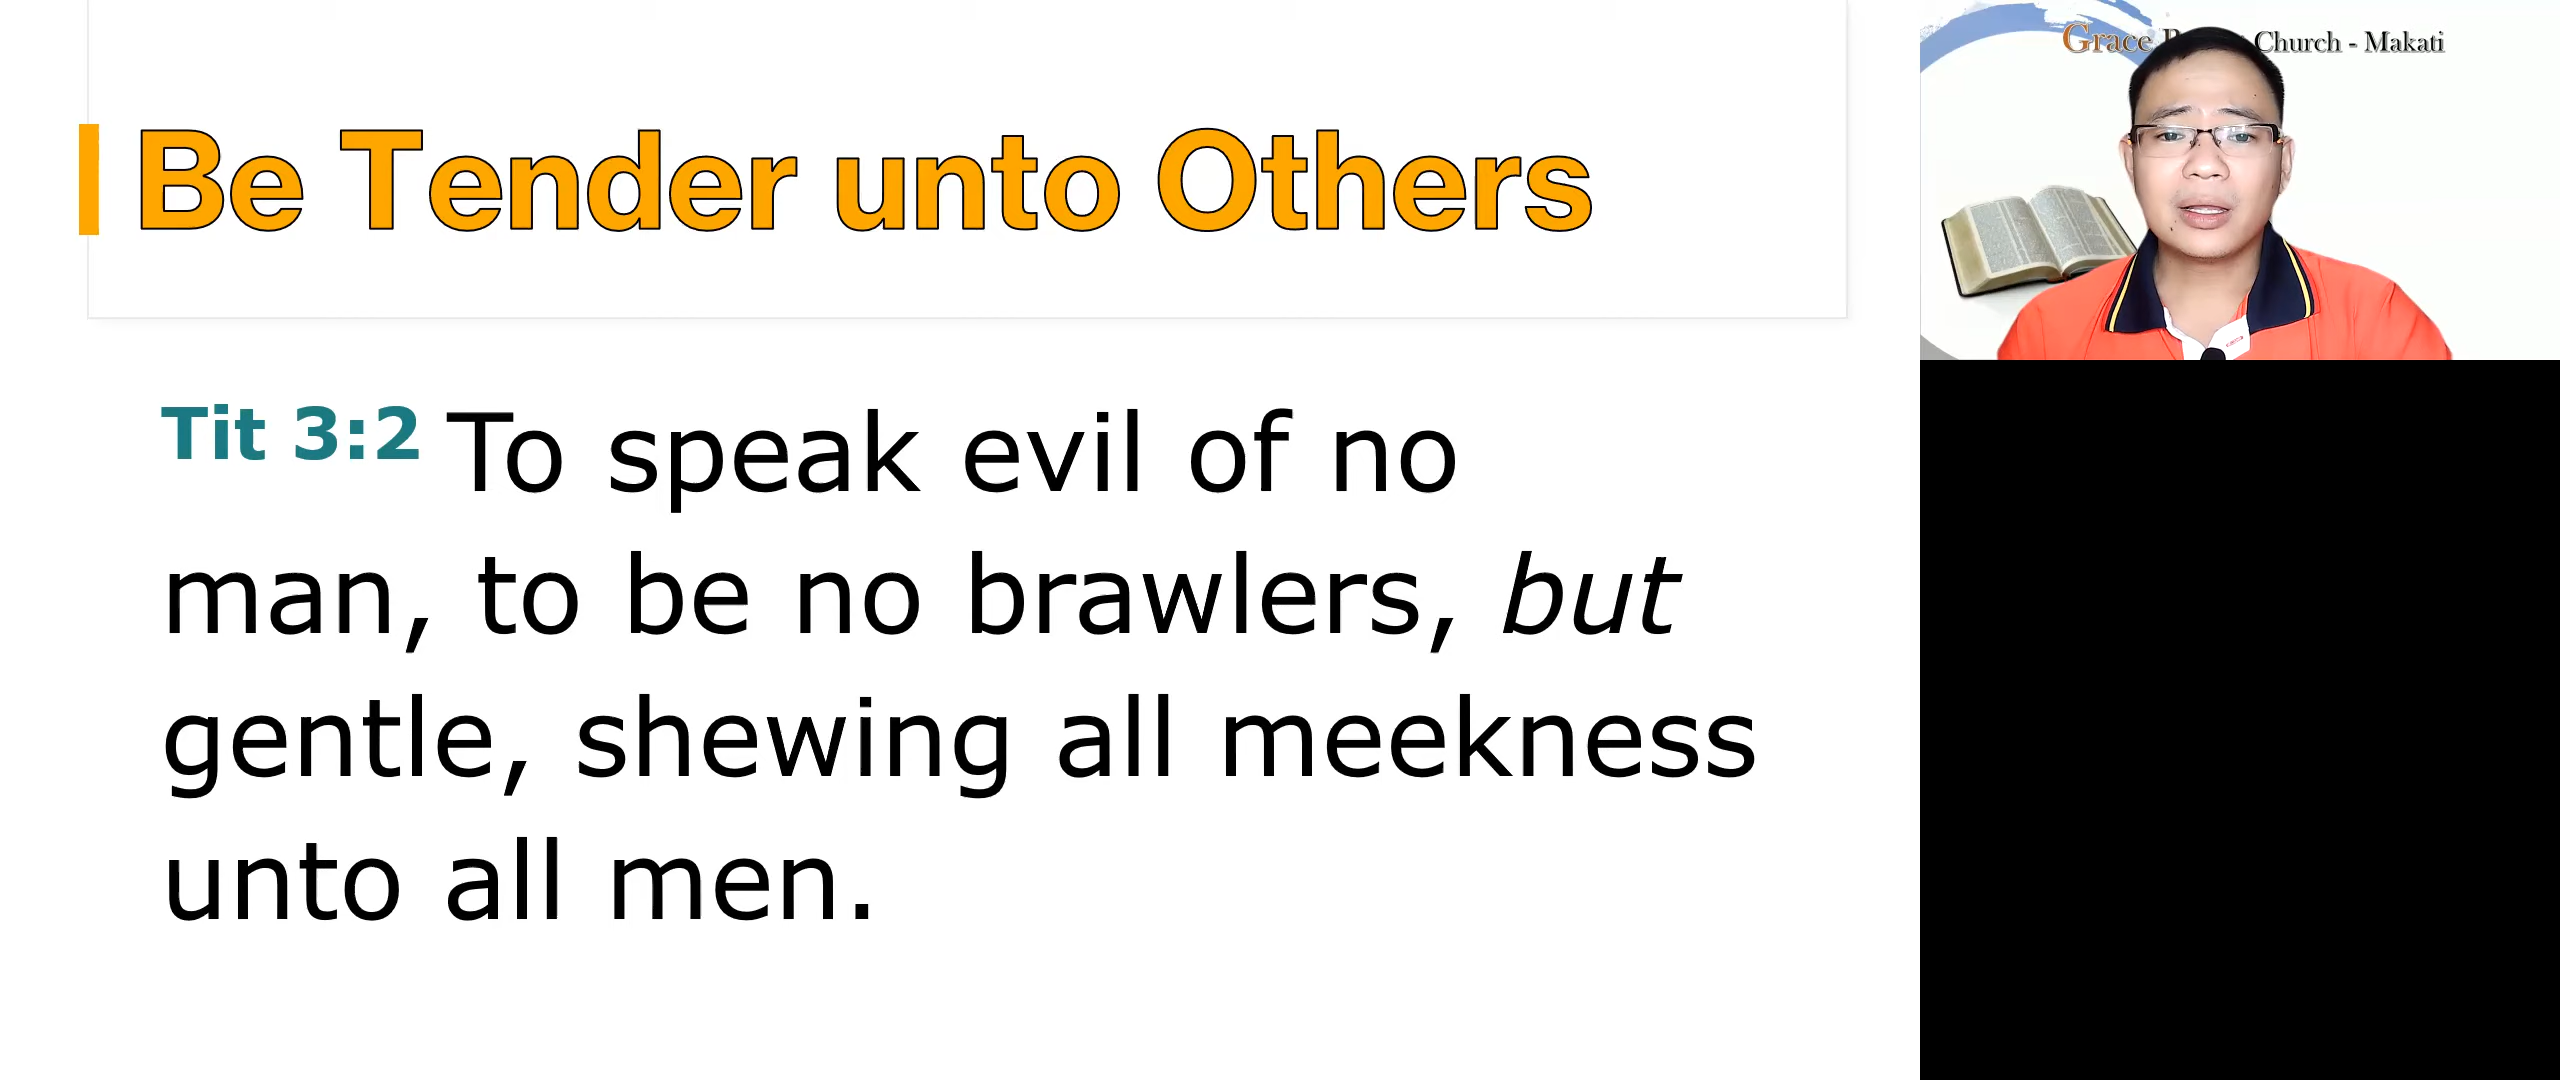 Be Tender unto Others
Tit 3:2 To speak evil of no
man, to be no brawlers, but
gentle, shewing all meekness
unto all men.
Grace Church - Makati